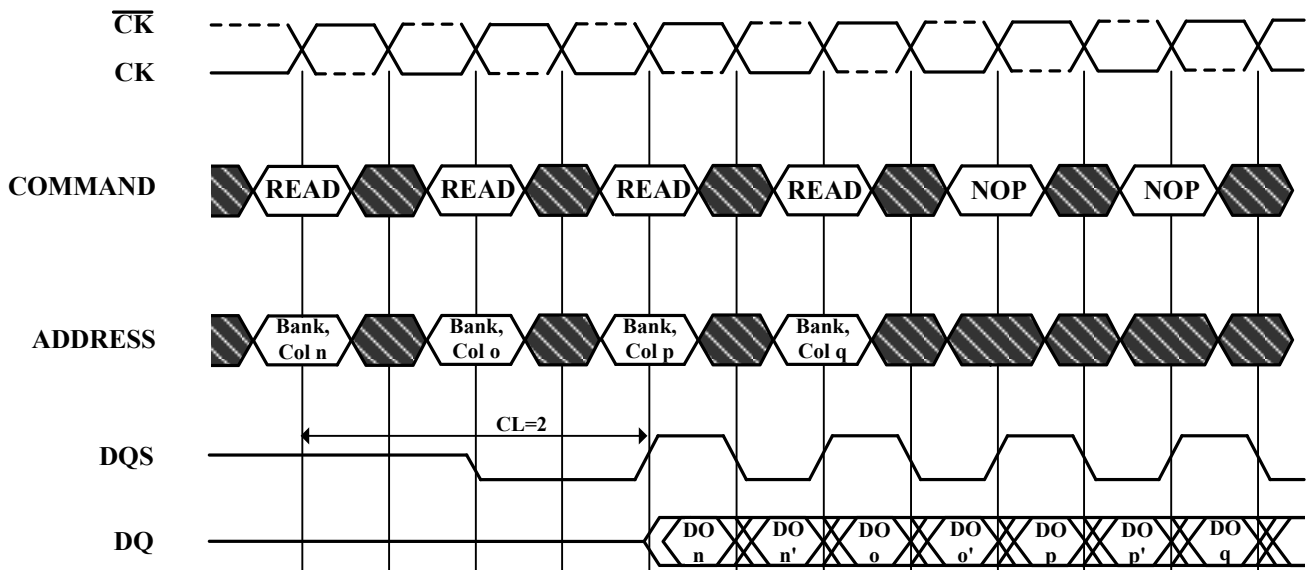 C̅K̅
CK
COMMAND
READ
READ
READ
READ
NOP
NOP
ADDRESS
Bank,
Col n
Bank,
Col o
Bank,
Col p
Bank,
Col q
CL=2
DQS
DQ
DO
n
DO
n'
DO
o
DO
o'
DO
p
DO
p'
DO
q